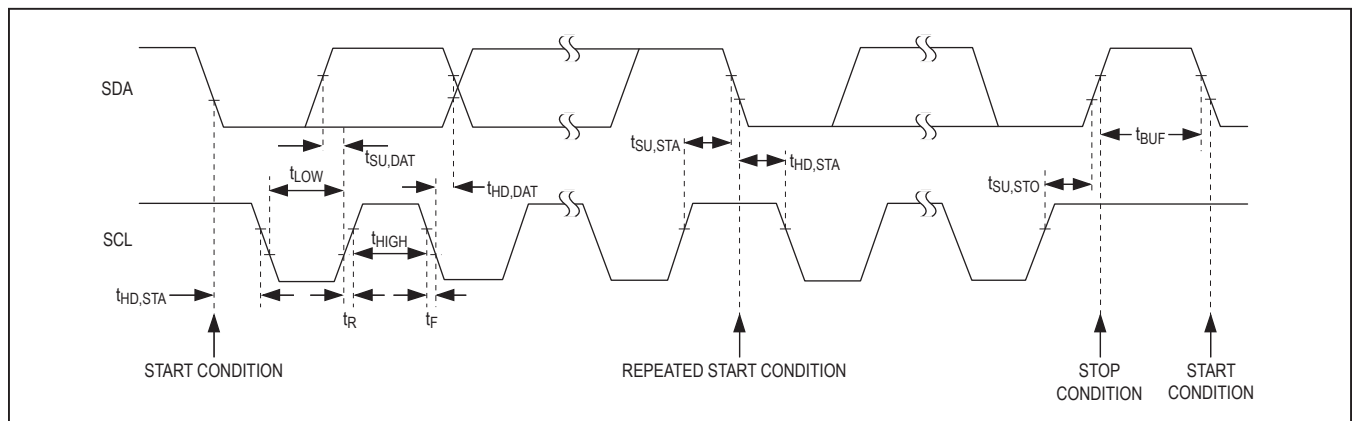 SDA
tSU,DAT
tLOW
tHD,DAT
tSU,STA
tHD,STA
tBUF
tSU,STO
SCL
tHIGH
tHD,STA
tR
tF
START CONDITION
REPEATED START CONDITION
STOP
CONDITION
START
CONDITION